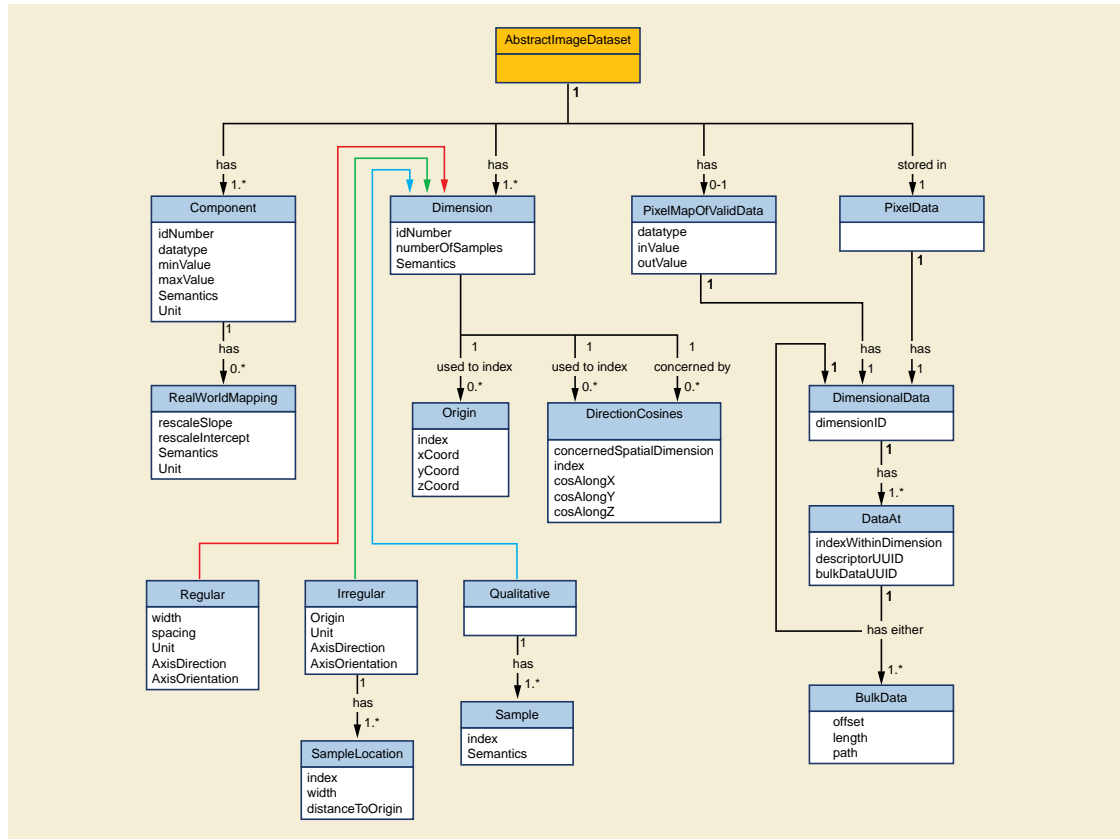 AbstractImageDataset
1
has
has
has
stored in
1.*
1.*
0-1
1
Component
idNumber
datatype
minValue
maxValue
Semantics
Unit
Dimension
idNumber
numberOfSamples
Semantics
PixelMapOfValidData
datatype
inValue
outValue
PixelData
1
1
1
has
0.*
1
used to index
0.*
1
used to index
0.*
1
concerned by
0.*
1
has
1
has
1
RealWorldMapping
rescaleSlope
rescaleIntercept
Semantics
Unit
Origin
index
xCoord
yCoord
zCoord
DirectionCosines
concernedSpatialDimension
index
cosAlongX
cosAlongY
cosAlongZ
DimensionalData
dimensionID
1
has
1.*
DataAt
indexWithinDimension
descriptorUUID
bulkDataUUID
1
has either
1.*
Regular
width
spacing
Unit
AxisDirection
AxisOrientation
Irregular
Origin
Unit
AxisDirection
AxisOrientation
1
has
1.*
Qualitative
1
has
1.*
Sample
index
Semantics
SampleLocation
index
width
distanceToOrigin
BulkData
offset
length
path